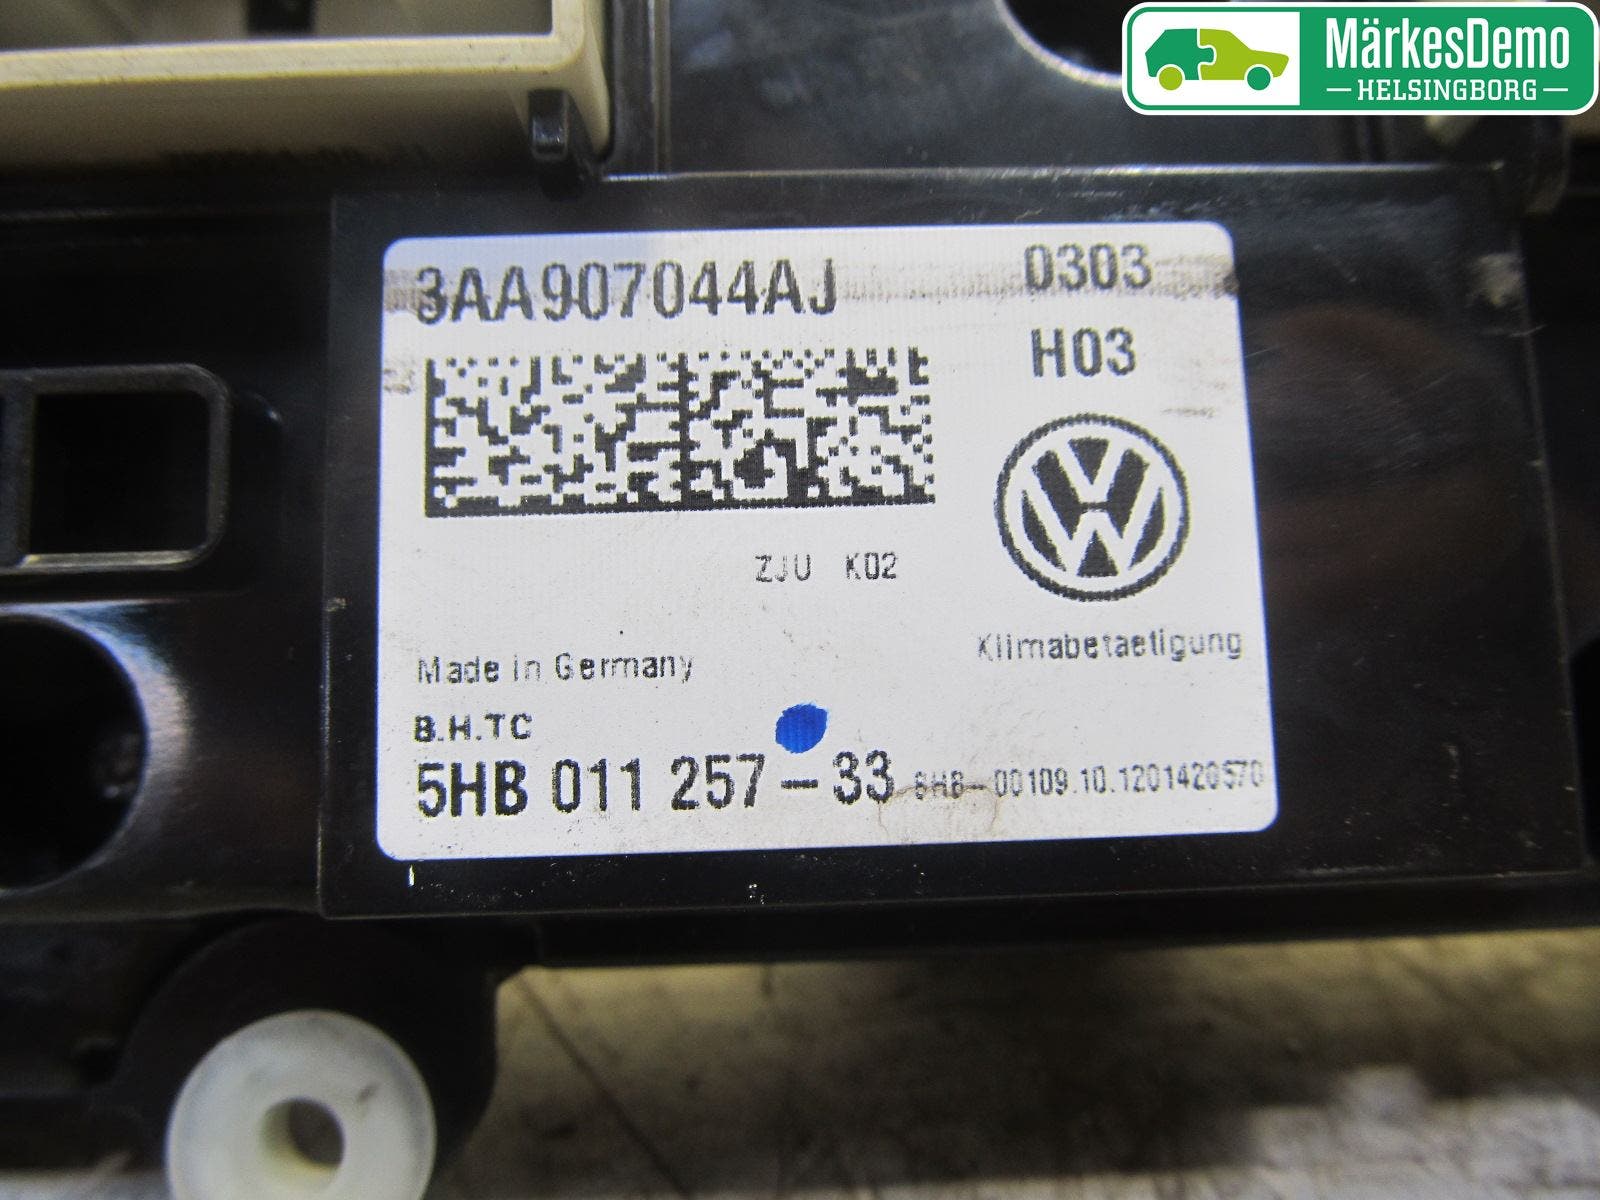 MärkesDemo
HELSINGBORG
3AA907044AJ 0303
H03
ZJU K02
Klimabetaetigung
Made in Germany
B.H.TC
5HB 011 257-33 8HB-00109.10.1201420570